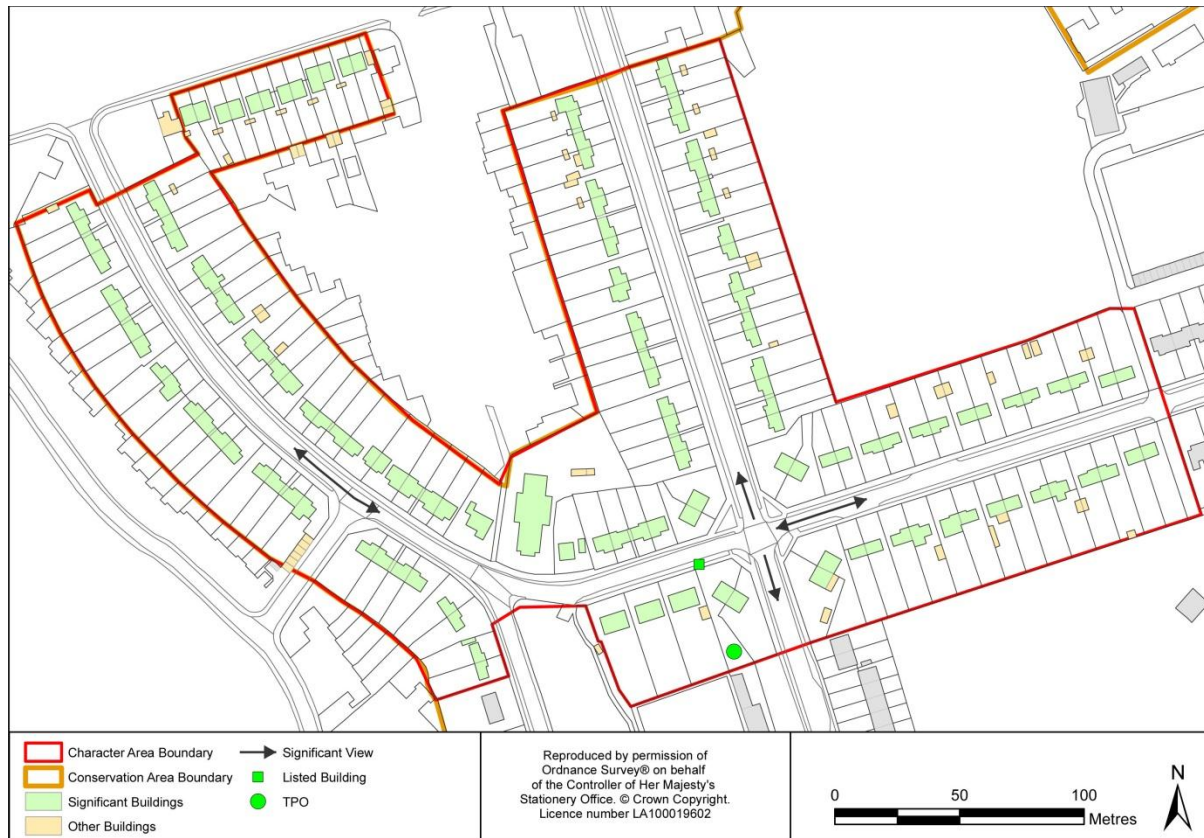 Character Area Boundary
Conservation Area Boundary
Significant Buildings
Other Buildings
Significant View
Listed Building
TPO
Reproduced by permission of
Ordnance Survey® on behalf
of the Controller of Her Majesty's
Stationery Office. © Crown Copyright.
Licence number LA100019602
0 50 100
Metres
N